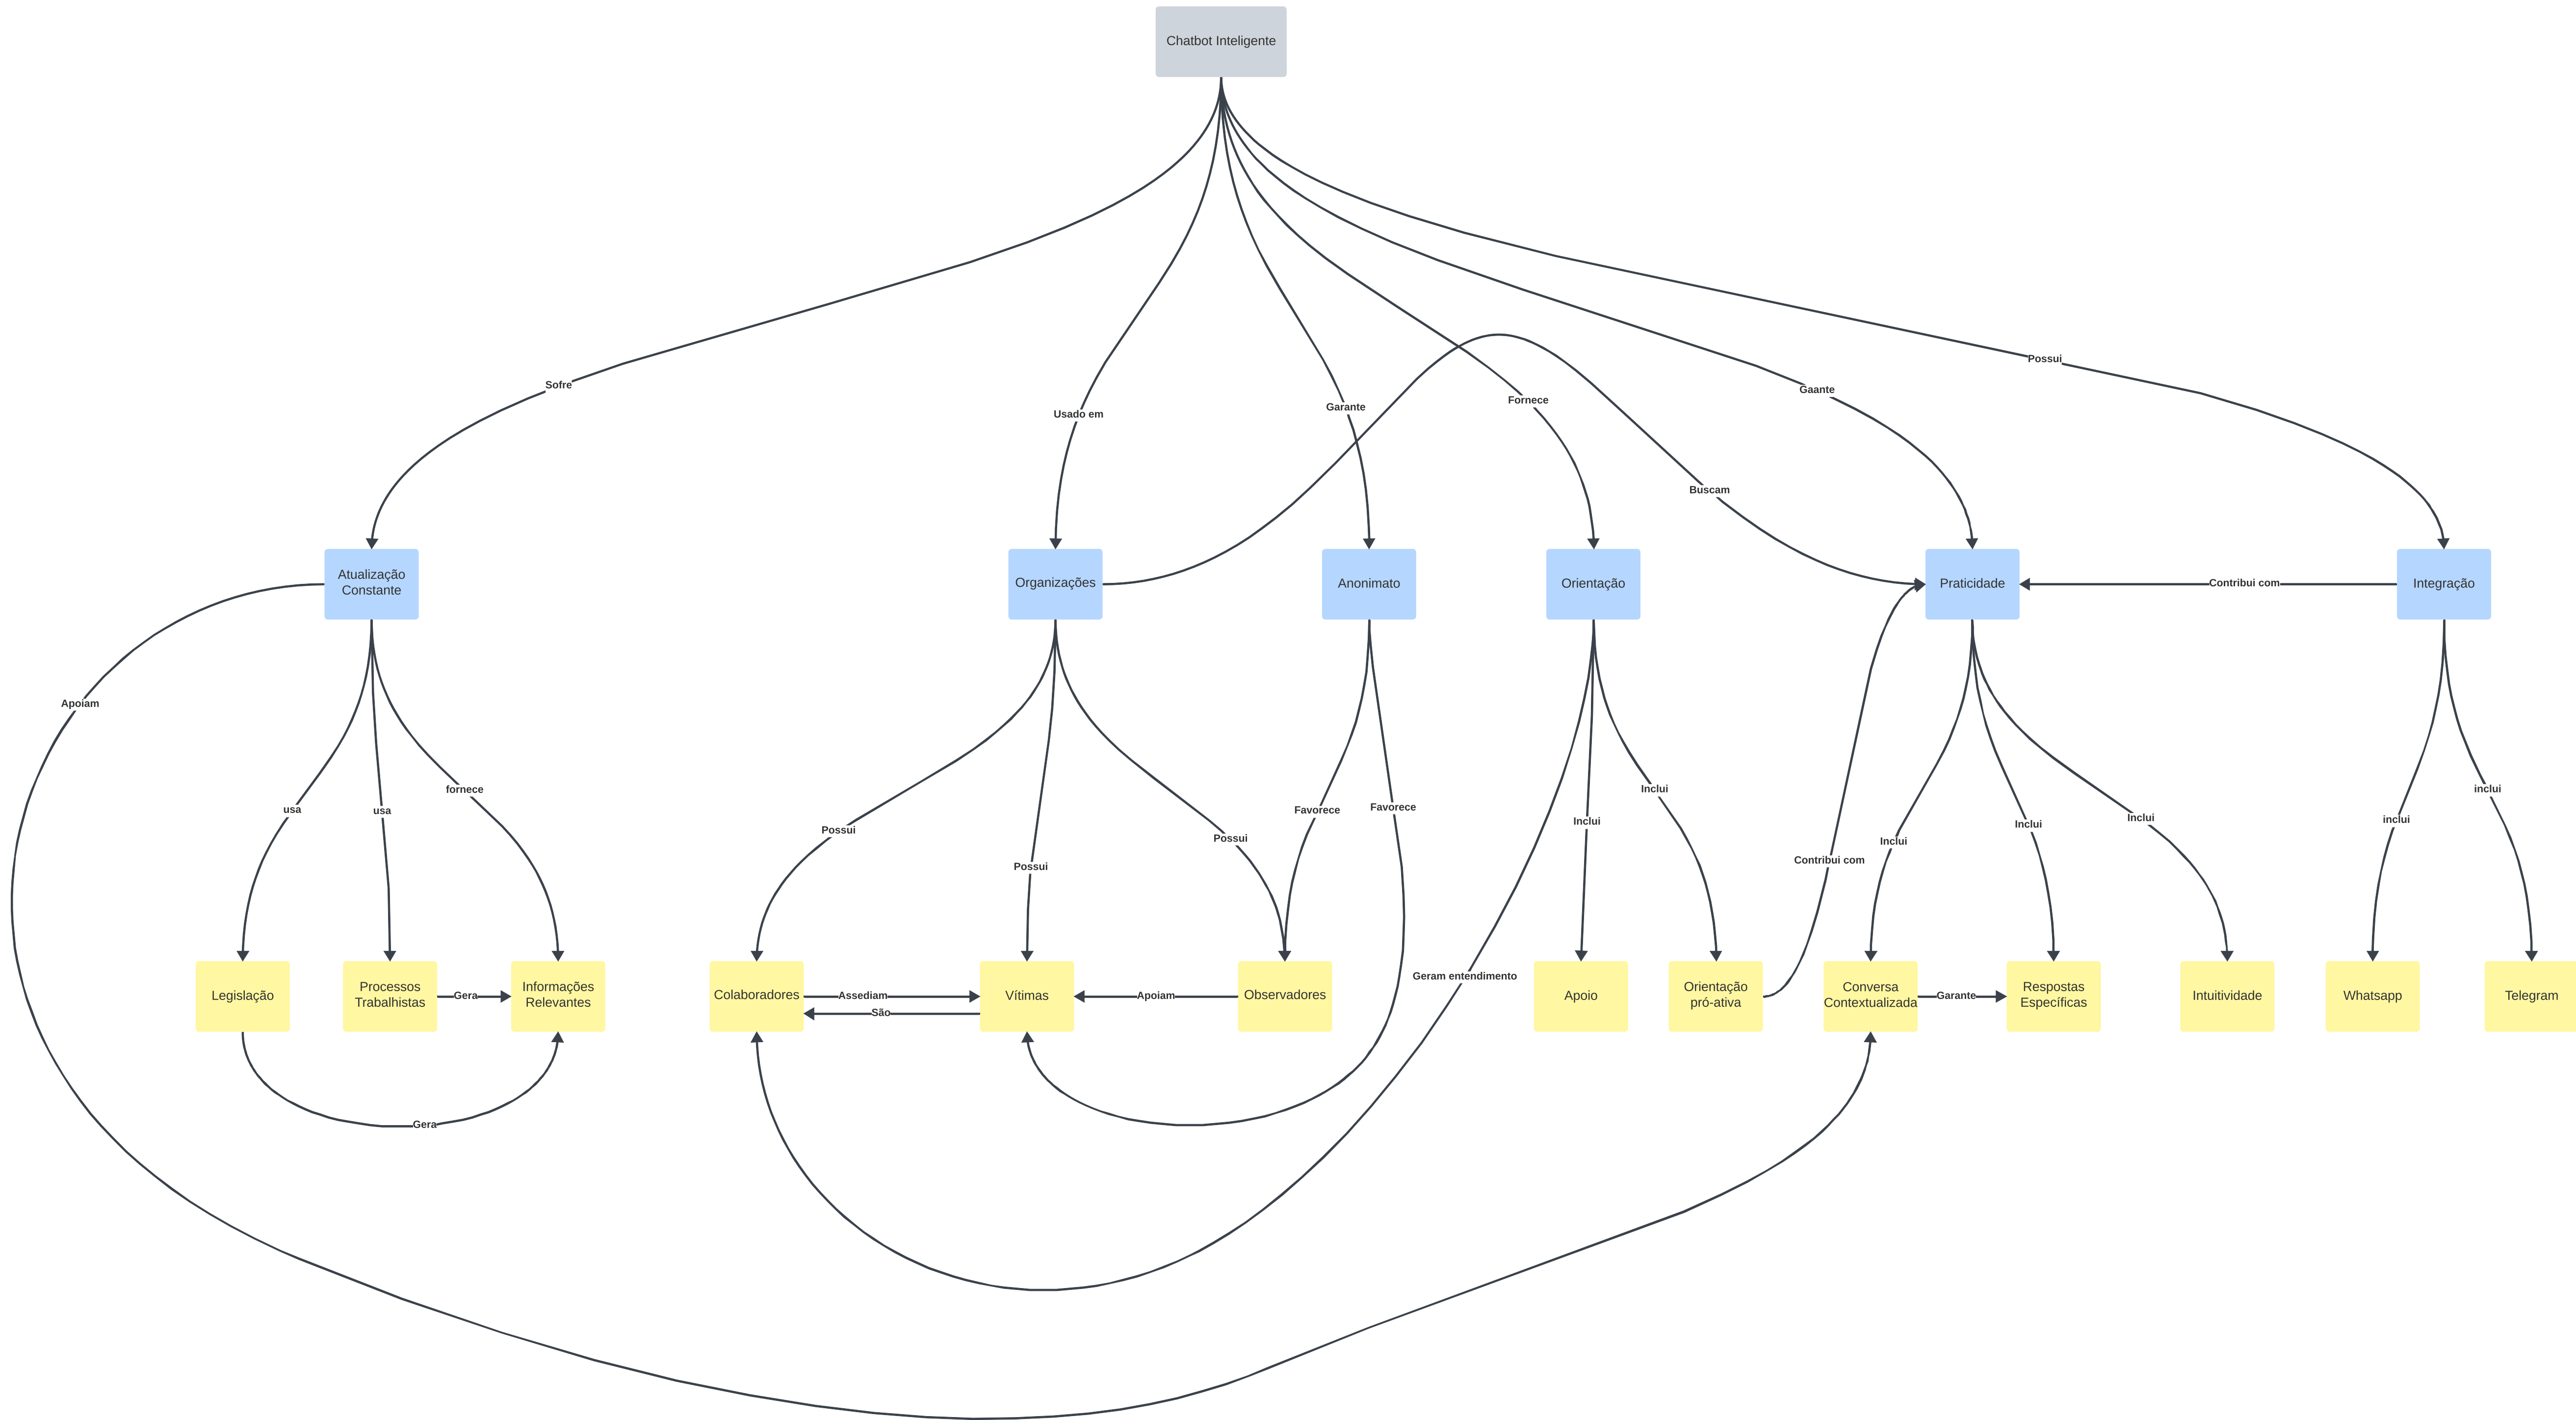 Chatbot Inteligente
Possui
Sofre
Gaante
Fornece
Garante
Usado em
Buscam
Atualização
Constante
Organizações
Anonimato
Orientação
Praticidade
Contribui com
Integração
Apoiam
fornece
Inclui
inclui
usa
usa
Favorece
Favorece
Inclui
Inclui
Inclui
inclui
Possui
Possui
Inclui
Contribui com
Possui
Geram entendimento
Legislação
Processos
Trabalhistas
Gera
Informações
Relevantes
Colaboradores
Assediam
São
Vítimas
Apoiam
Observadores
Apoio
Orientação
pró-ativa
Conversa
Contextualizada
Garante
Respostas
Específicas
Intuitividade
Whatsapp
Telegram
Gera